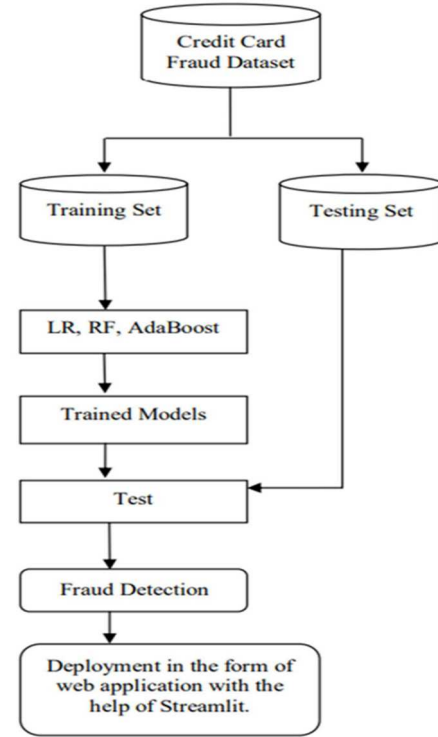 Credit Card
Fraud Dataset
Training Set
Testing Set
LR, RF, AdaBoost
Trained Models
Test
Fraud Detection
Deployment in the form of
web application with the
help of Streamlit.